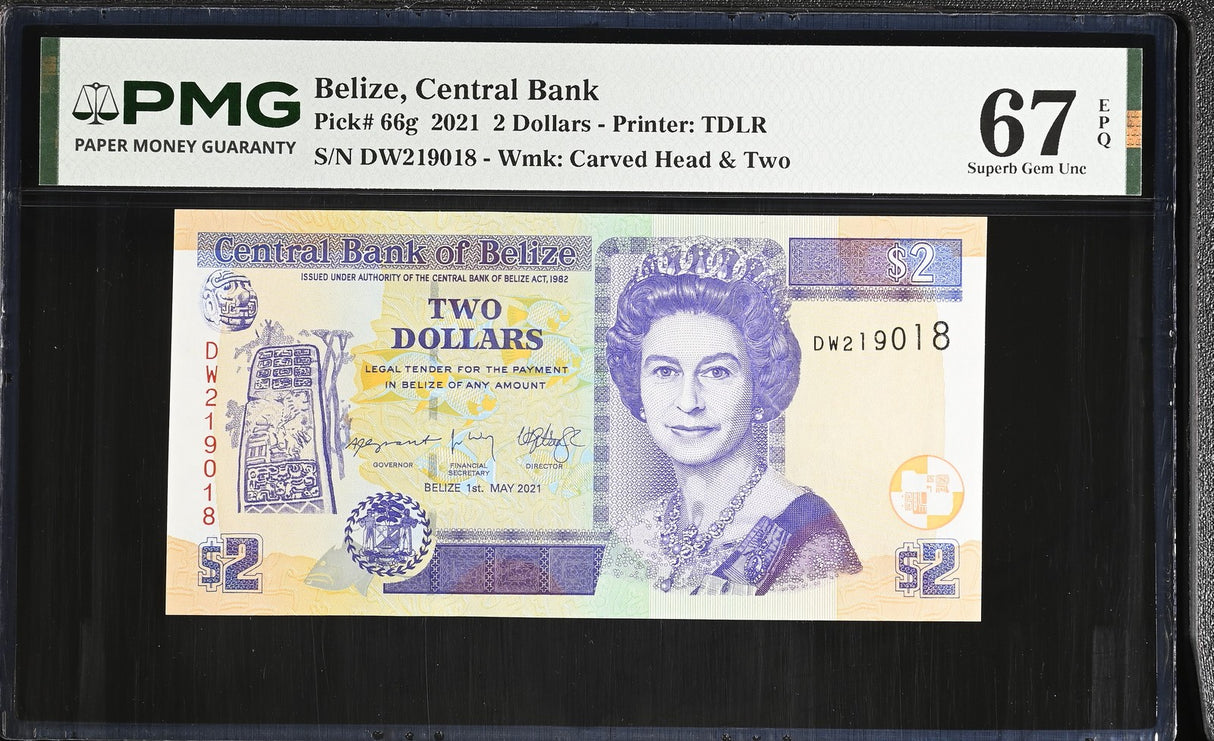 PMG
PAPER MONEY GUARANTY
Belize, Central Bank
Pick# 66g 2021 2 Dollars - Printer: TDLR
S/N DW219018 - Wmk: Carved Head & Two
67
EPQ
Superb Gem Unc
Central Bank of Belize
ISSUED UNDER AUTHORITY OF THE CENTRAL BANK OF BELIZE ACT, 1982
$2
TWO
DOLLARS
DW219018
LEGAL TENDER FOR THE PAYMENT
IN BELIZE OF ANY AMOUNT
DW219018
GOVERNOR
FINANCIAL
SECRETARY
DIRECTOR
BELIZE 1st. MAY 2021
$2
$2